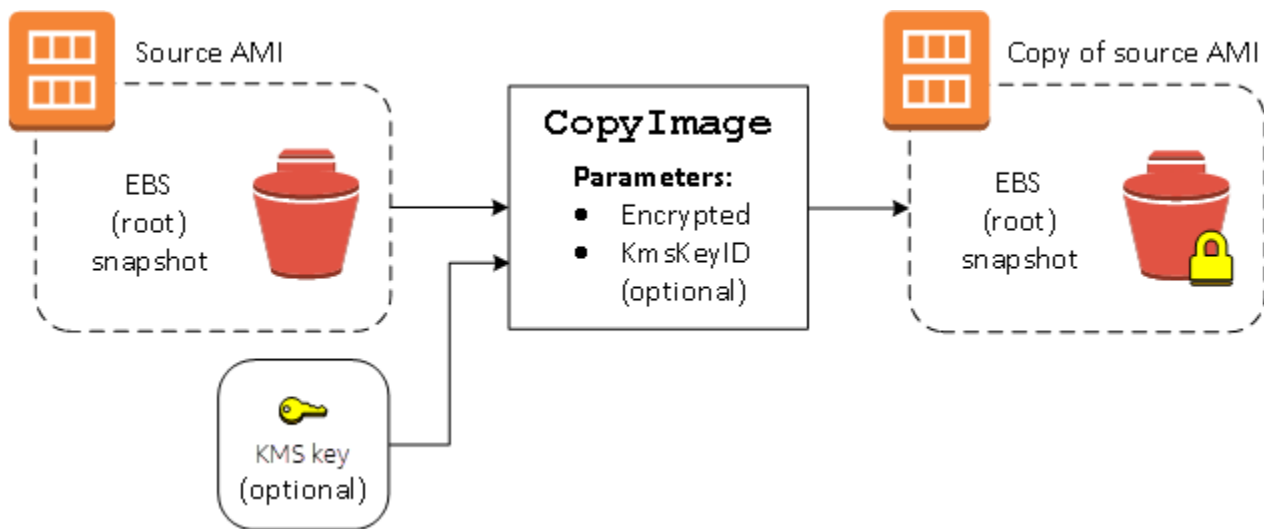 Source AMI
EBS
(root)
snapshot
CopyImage
Parameters:
● Encrypted
● KmsKeyID
(optional)
Copy of source AMI
EBS
(root)
snapshot
KMS key
(optional)